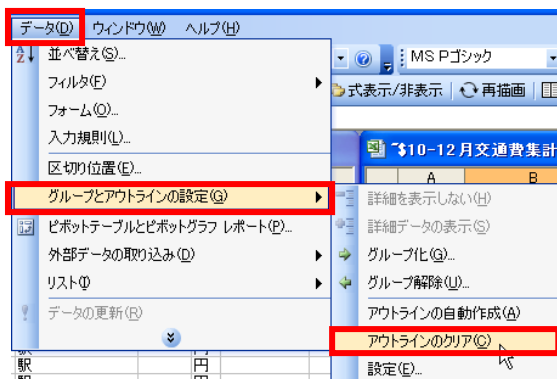 データ(D) ウィンドウ(W) ヘルプ(H)
並べ替え(S)...
フィルタ(F)
フォーム(O)...
入力規則(L)...
区切り位置(E)...
グループとアウトラインの設定(G)
ピボットテーブルとピボットグラフ レポート(P)...
外部データの取り込み(D)
リスト(I)
データの更新(R)
MS Pゴシック
式表示/非表示 再描画
~$10-12月交通費集計
A B
詳細を表示しない(H)
詳細データの表示(S)
グループ化(G)...
グループ解除(U)...
アウトラインの自動作成(A)
アウトラインのクリア(C)
設定(E)...
駅 円